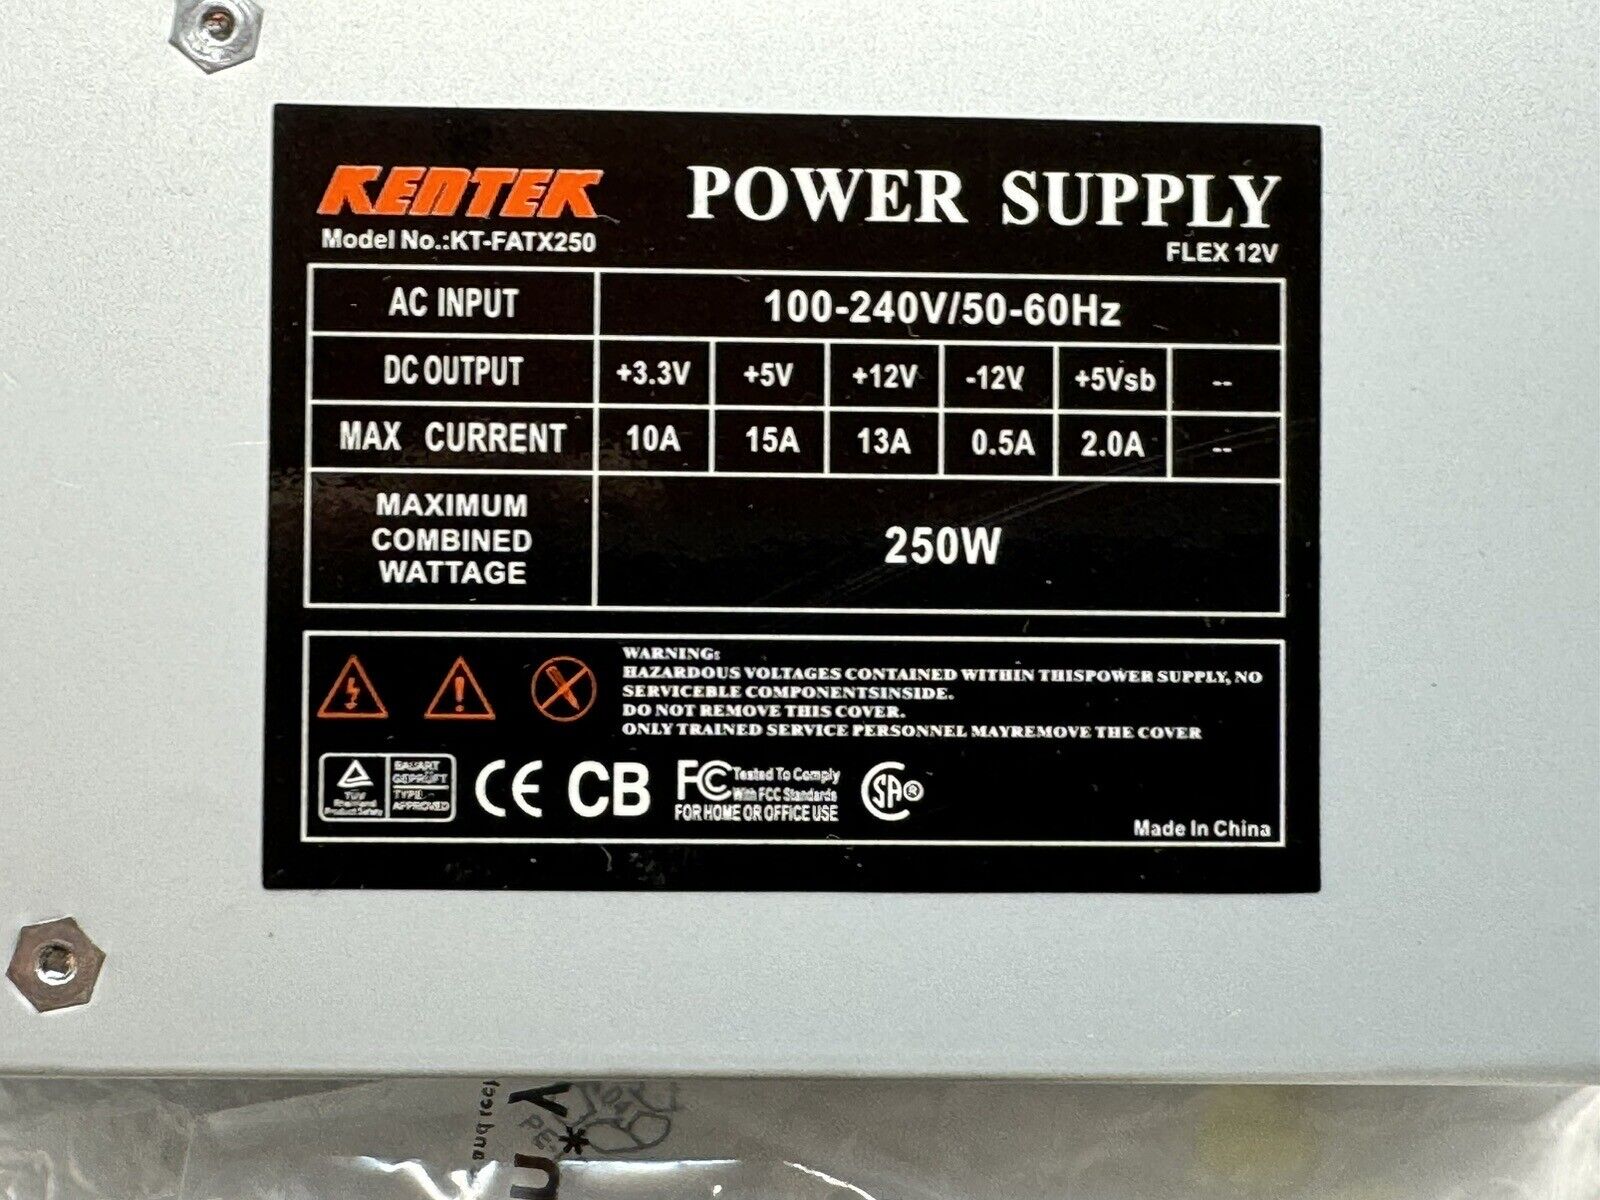 KENTEK POWER SUPPLY
Model No.:KT-FATX250 FLEX 12V
AC INPUT 100-240V/50-60Hz
DC OUTPUT +3.3V +5V +12V -12V +5Vsb --
MAX CURRENT 10A 15A 13A 0.5A 2.0A --
MAXIMUM
COMBINED
WATTAGE
250W
WARNING:
HAZARDOUS VOLTAGES CONTAINED WITHIN THISPOWER SUPPLY, NO
SERVICEBLE COMPONENTSINSIDE.
DO NOT REMOVE THIS COVER.
ONLY TRAINED SERVICE PERSONNEL MAYREMOVE THE COVER
TÜV
Rheinland
Product Safety
BAUART
GEPRÜFT
TYPE
APPROVED
CE CB FC Tested To Comply
With FCC Standards
FOR HOME OR OFFICE USE
SA®
Made In China